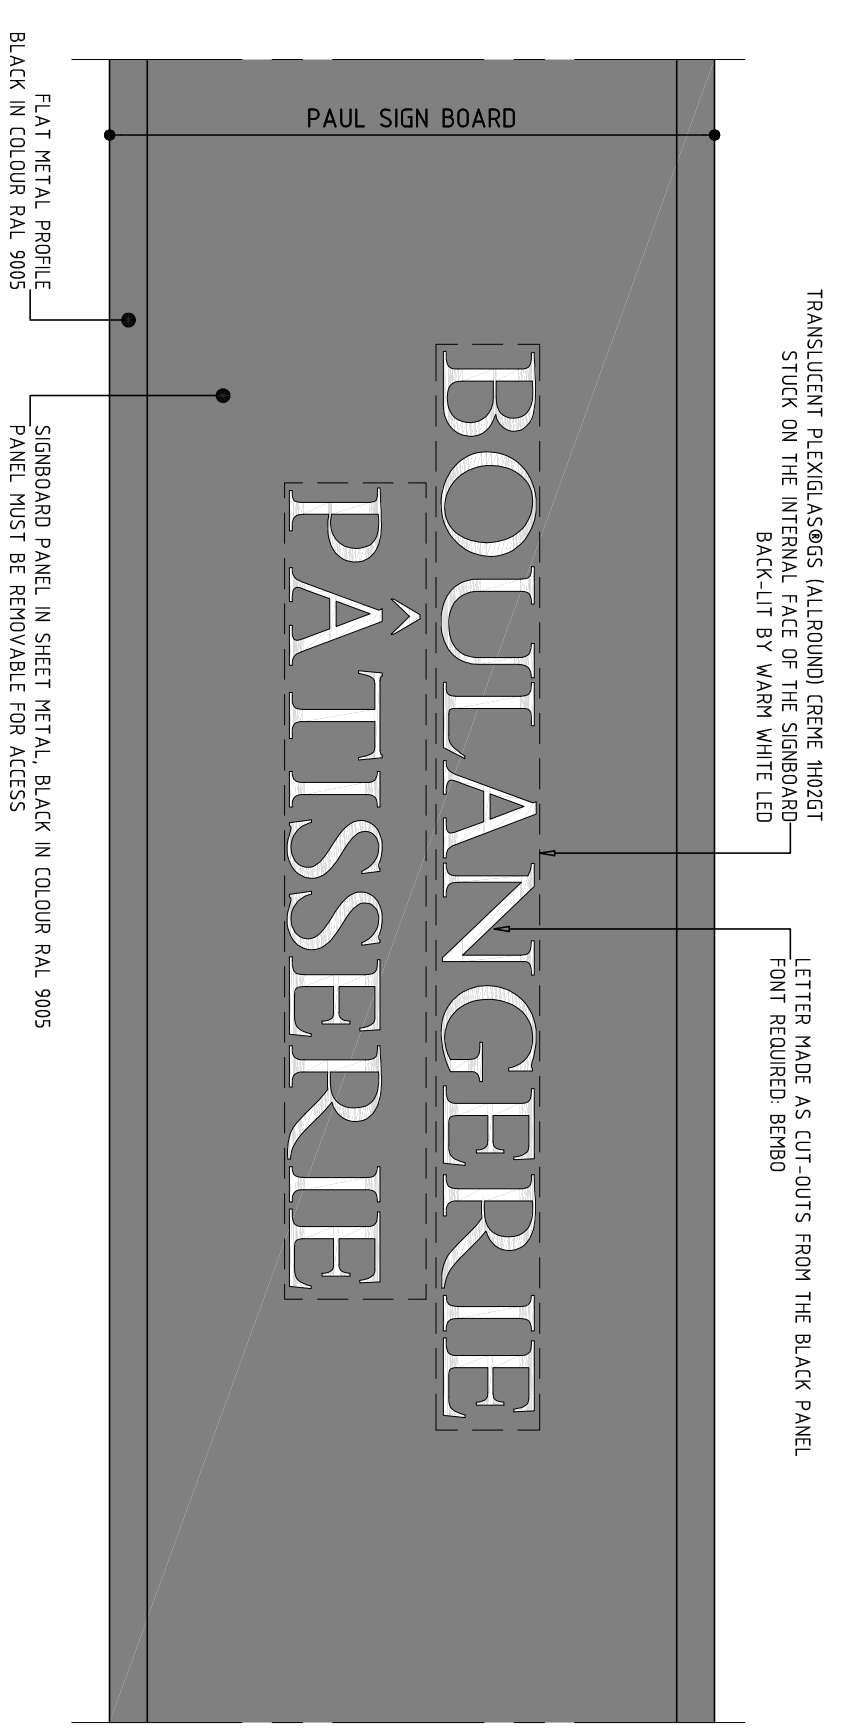 PAUL SIGN BOARD
TRANSLUCENT PLEXIGLAS®GS (ALLROUND) CREME 1H02GT
STUCK ON THE INTERNAL FACE OF THE SIGNBOARD
BACK-LIT BY WARM WHITE LED
LETTER MADE AS CUT-OUTS FROM THE BLACK PANEL
FONT REQUIRED: BEMBO
BOULANGERIE
PÂTISSERIE
FLAT METAL PROFILE
BLACK IN COLOUR RAL 9005
SIGNBOARD PANEL IN SHEET METAL, BLACK IN COLOUR RAL 9005
PANEL MUST BE REMOVABLE FOR ACCESS